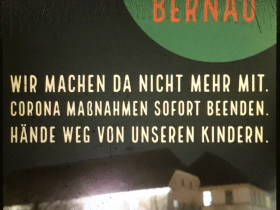 BERNAU
WIR MACHEN DA NICHT MEHR MIT.
CORONA MAßNAHMEN SOFORT BEENDEN.
HÄNDE WEG VON UNSEREN KINDERN.